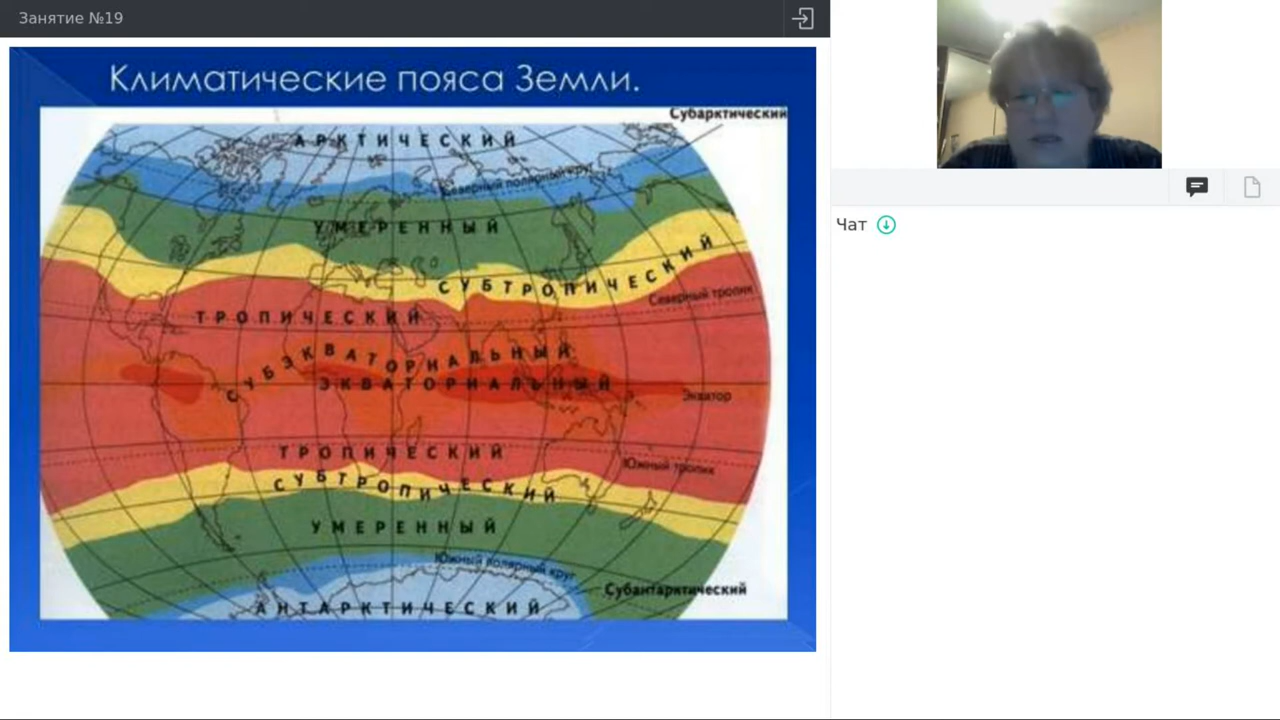 Занятие №19
Климатические пояса Земли.
Субарктический
АРКТИЧЕСКИЙ
Северный полярный круг
УМЕРЕННЫЙ
СУБТРОПИЧЕСКИЙ
Северный тропик
ТРОПИЧЕСКИЙ
СУБЭКВАТОРИАЛЬНЫЙ
ЭКВАТОРИАЛЬНЫЙ
Экватор
ТРОПИЧЕСКИЙ
Южный тропик
СУБТРОПИЧЕСКИЙ
УМЕРЕННЫЙ
Южный полярный круг
Субантарктический
АНТАРКТИЧЕСКИЙ
Чат